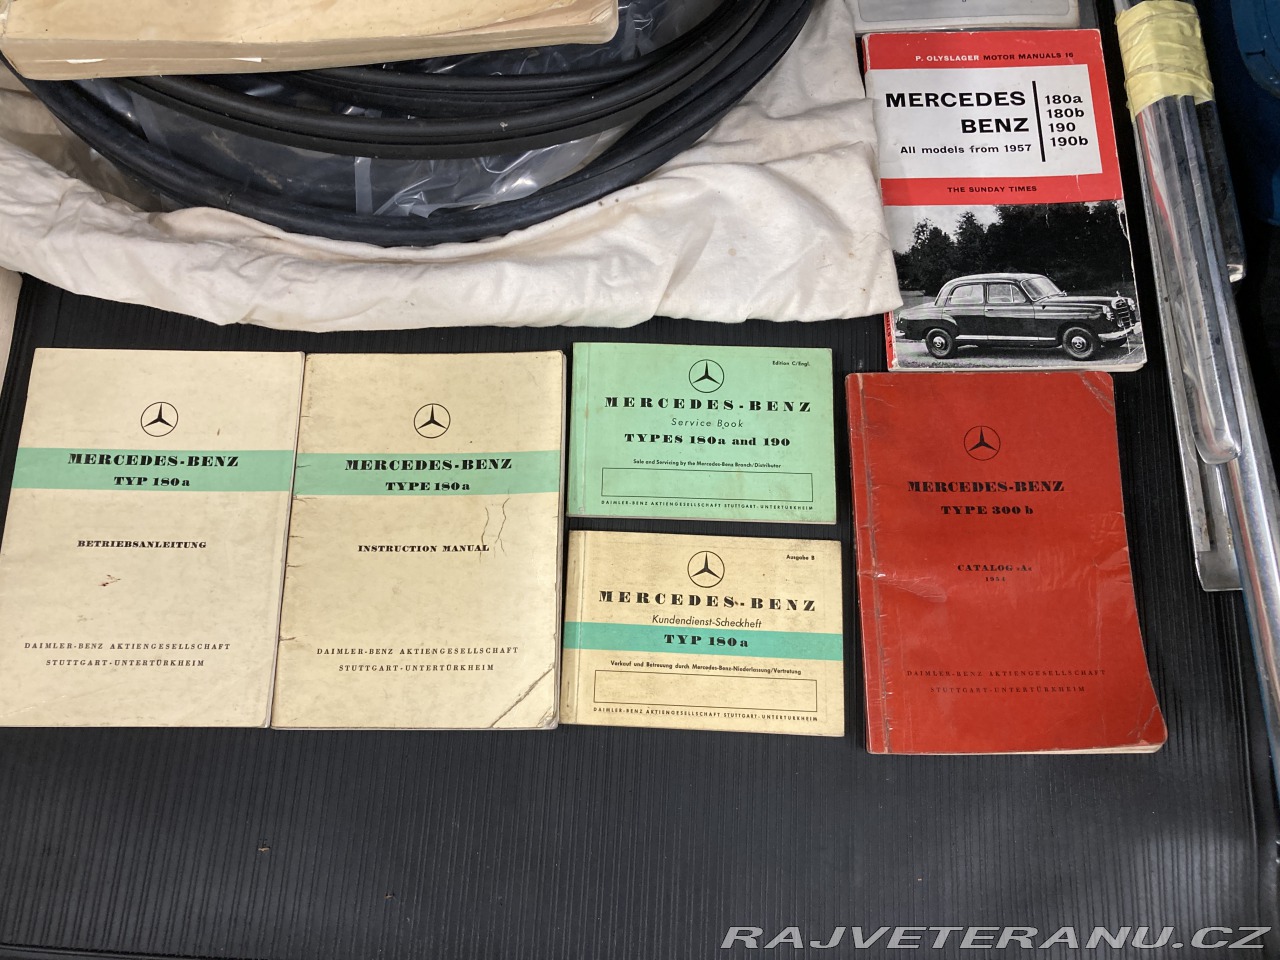 P. OLYSLAGER MOTOR MANUALS 16
MERCEDES
BENZ
All models from 1957
180a
180b
190
190b
THE SUNDAY TIMES
MERCEDES-BENZ
TYP 180a
BETRIEBSANLEITUNG
DAIMLER-BENZ AKTIENGESELLSCHAFT
STUTTGART-UNTERTÜRKHEIM
MERCEDES-BENZ
TYPE 180a
INSTRUCTION MANUAL
DAIMLER-BENZ AKTIENGESELLSCHAFT
STUTTGART-UNTERTÜRKHEIM
Edition C/Engl.
MERCEDES-BENZ
Service Book
TYPES 180a and 190
Sale and Servicing by the Mercedes-Benz Branch/Distributor
DAIMLER-BENZ AKTIENGESELLSCHAFT STUTTGART-UNTERTÜRKHEIM
Ausgabe B
MERCEDES-BENZ
Kundendienst-Scheckheft
TYP 180a
Verkauf und Betreuung durch Mercedes-Benz-Niederlassung/Vertretung
DAIMLER-BENZ AKTIENGESELLSCHAFT STUTTGART-UNTERTÜRKHEIM
MERCEDES-BENZ
TYPE 300 b
CATALOG «A»
1954
DAIMLER-BENZ AKTIENGESELLSCHAFT
STUTTGART-UNTERTÜRKHEIM
RAJVETERANU.CZ